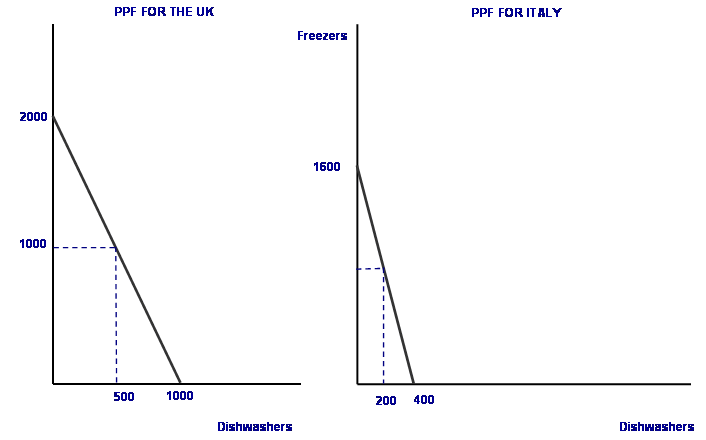 PPF FOR THE UK
2000
1000
500
1000
Dishwashers
PPF FOR ITALY
Freezers
1600
200
400
Dishwashers